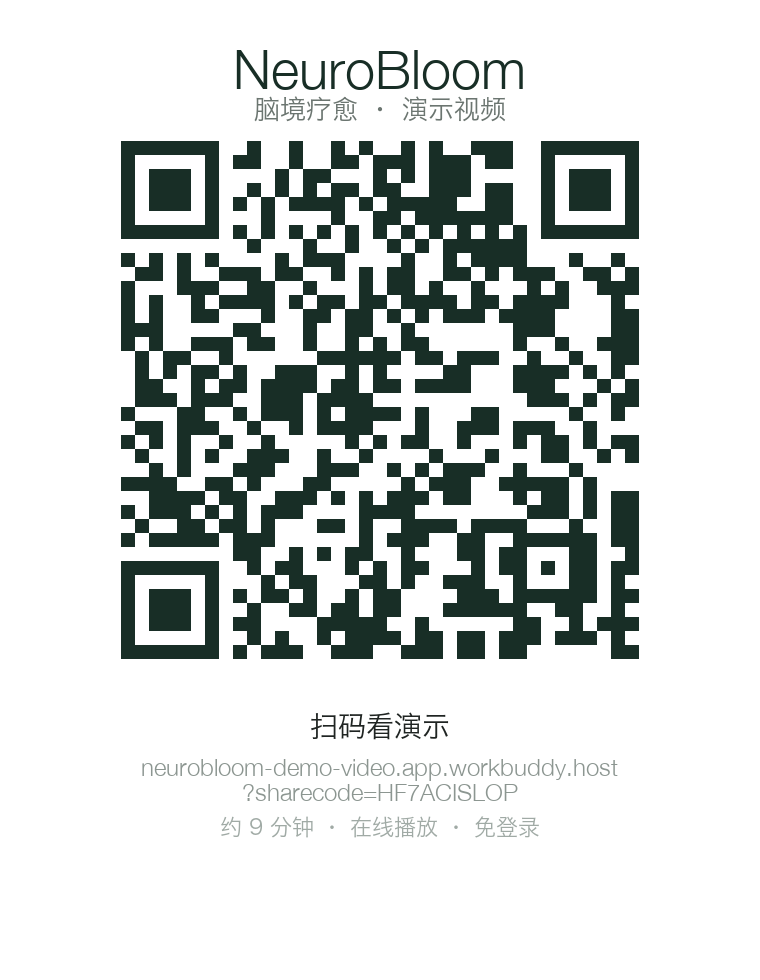 NeuroBloom
脑境疗愈 · 演示视频
扫码看演示
neurobloom-demo-video.app.workbuddy.host
?sharecode=HF7ACISLOP
约 9 分钟 · 在线播放 · 免登录